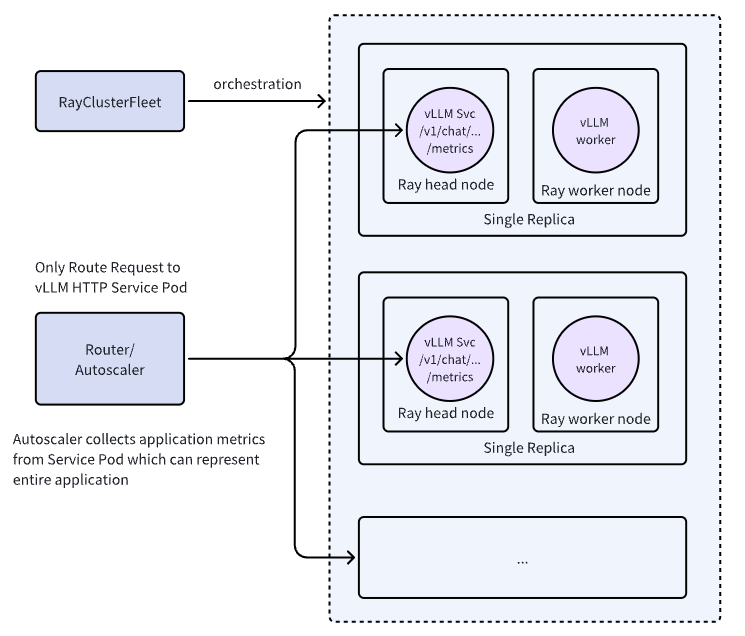 RayClusterFleet
orchestration
vLLM Svc
/v1/chat/...
/metrics
Ray head node
vLLM
worker
Ray worker node
Single Replica
Only Route Request to
vLLM HTTP Service Pod
Router/
Autoscaler
Autoscaler collects application metrics
from Service Pod which can represent
entire application
vLLM Svc
/v1/chat/...
/metrics
Ray head node
vLLM
worker
Ray worker node
Single Replica
...